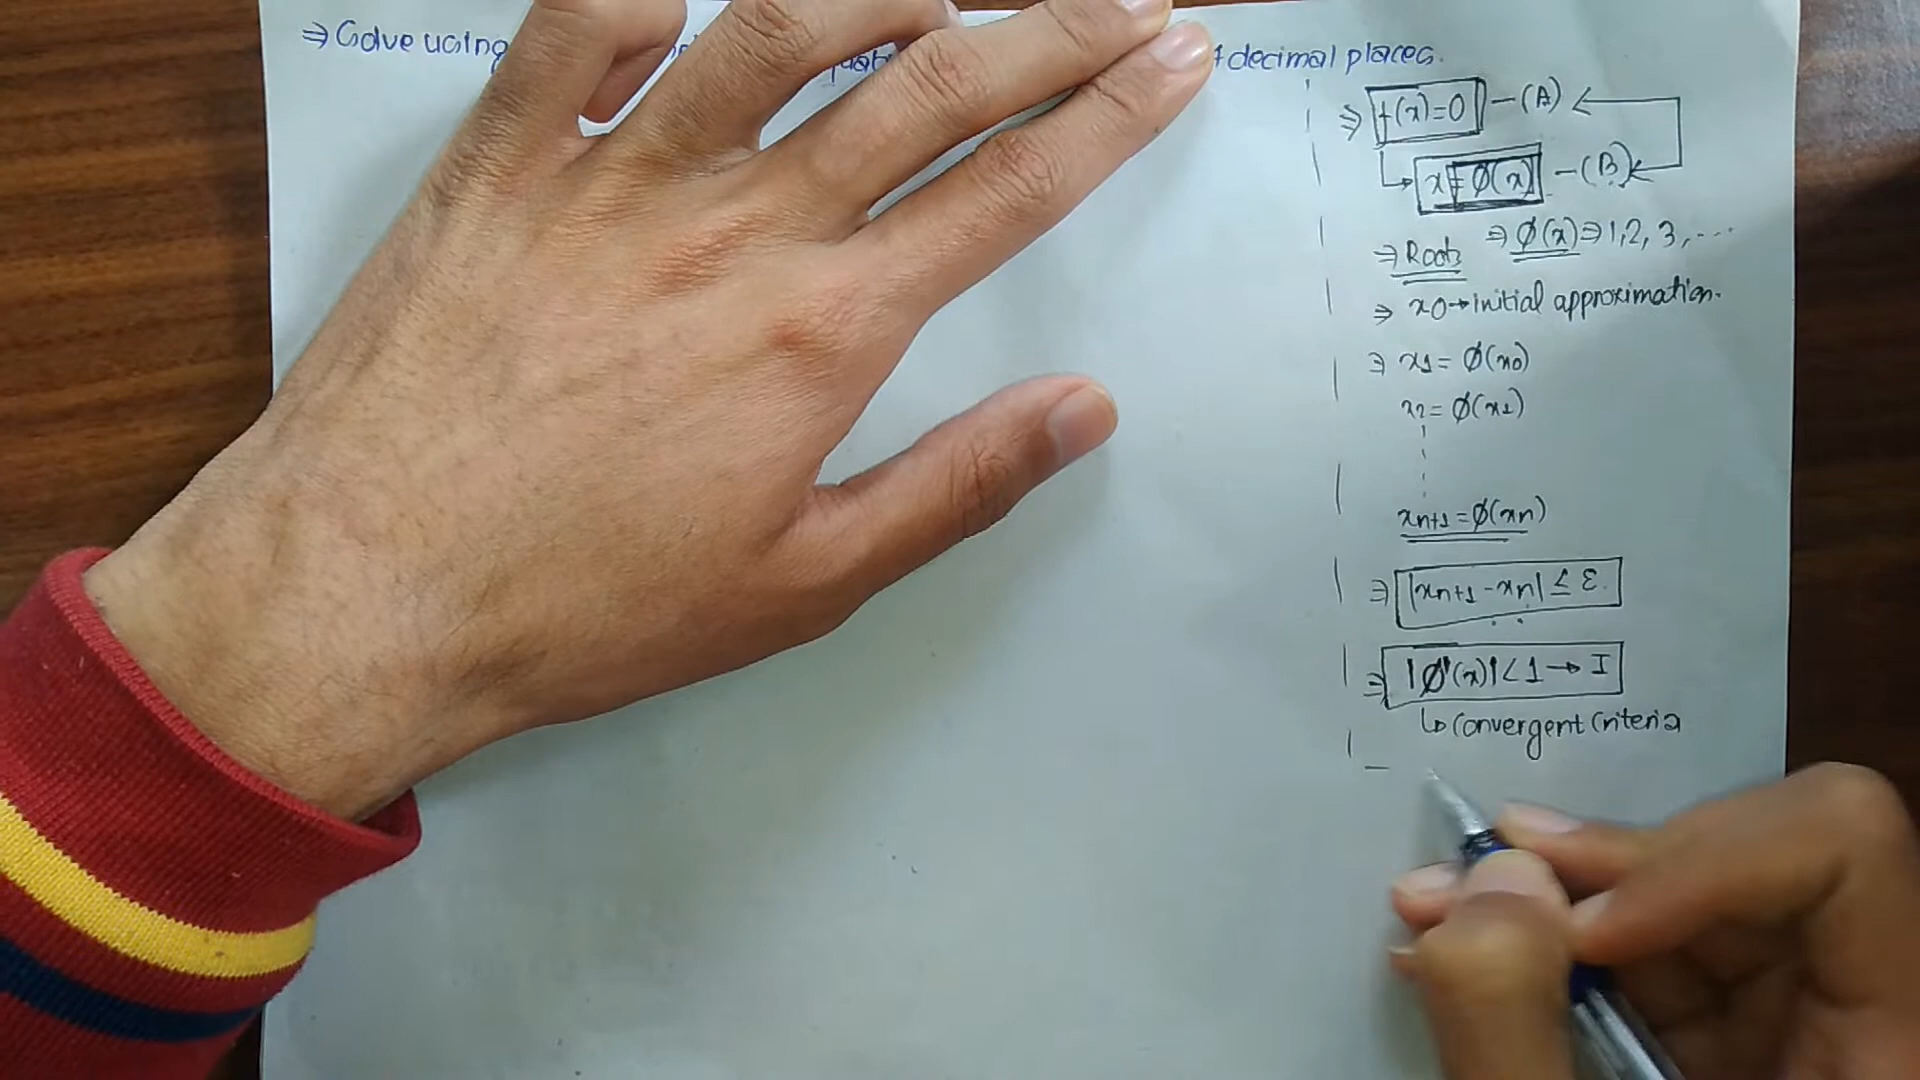 ⇒ Solve using decimal places.
⇒ f(x)=0 — (A)
x = ϕ(x) — (B)
⇒ Roots ⇒ ϕ(x) ⇒ 1, 2, 3, ...
⇒ x0 → initial approximation.
⇒ x1 = ϕ(x0)
x2 = ϕ(x1)
xn+1 = ϕ(xn)
⇒ |xn+1 - xn| ≤ ε.
⇒ |ϕ'(x)| < 1 → I
↳ convergent criteria